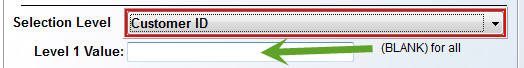 Selection Level Customer ID
Level 1 Value: (BLANK) for all